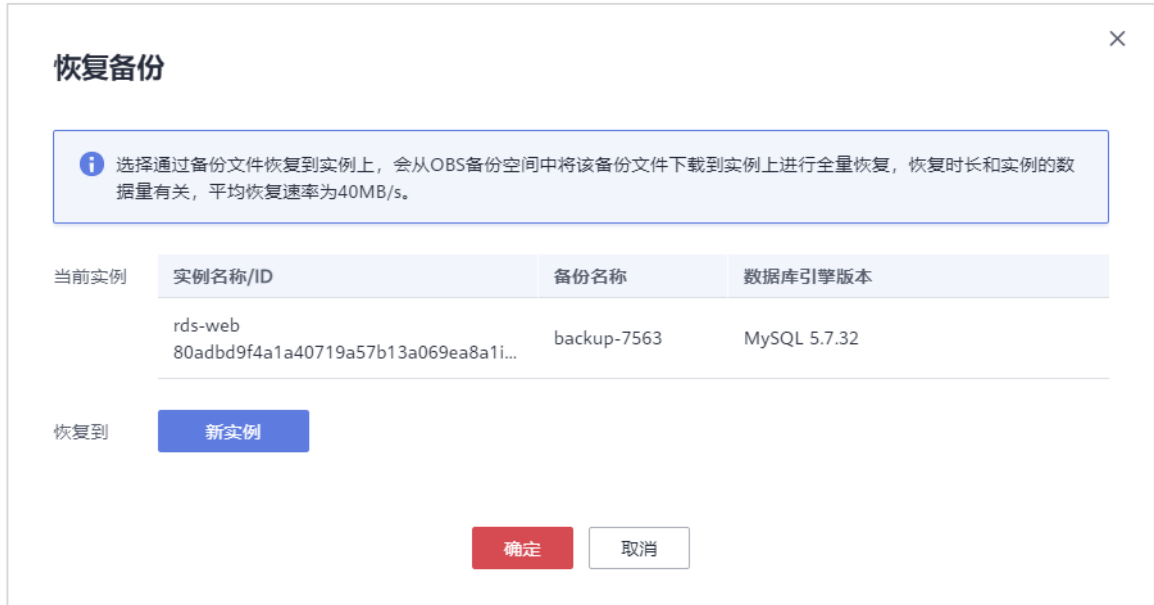 恢复备份
选择通过备份文件恢复到实例上，会从OBS备份空间中将该备份文件下载到实例上进行全量恢复，恢复时长和实例的数
据量有关，平均恢复速率为40MB/s。
当前实例 实例名称/ID 备份名称 数据库引擎版本
rds-web
80adbd9f4a1a40719a57b13a069ea8a1i... backup-7563 MySQL 5.7.32
恢复到 新实例
确定 取消